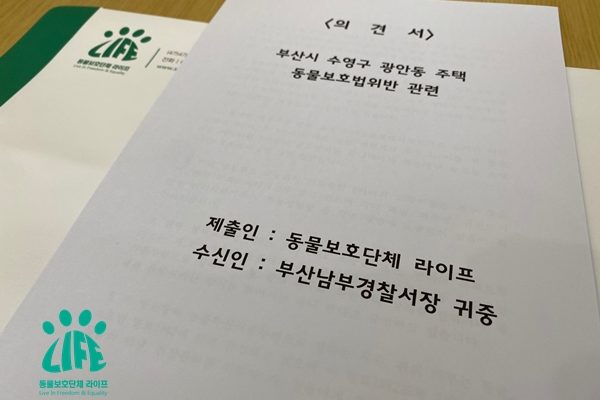 LIFE
동물보호단체 라이프
Live in Freedom & Equality
<의 견 서>
부산시 수영구 광안동 주택
동물보호법위반 관련
제출인 : 동물보호단체 라이프
수신인 : 부산남부경찰서장 귀중
LIFE
동물보호단체 라이프
Live in Freedom & Equality